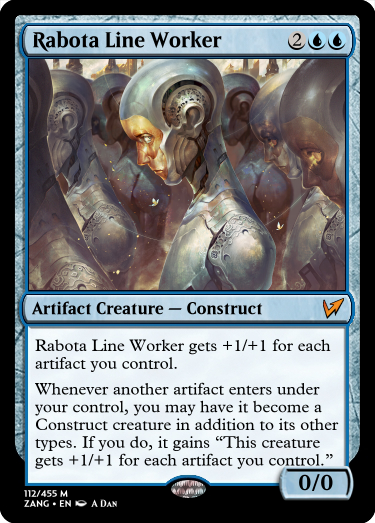 Rabota Line Worker 2
Artifact Creature — Construct
Rabota Line Worker gets +1/+1 for each
artifact you control.
Whenever another artifact enters under
your control, you may have it become a
Construct creature in addition to its other
types. If you do, it gains “This creature
gets +1/+1 for each artifact you control.”
0/0
112/455 M
ZANG • EN A Dan